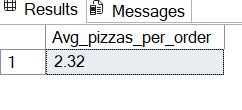 Results Messages
Avg_pizzas_per_order
1 2.32